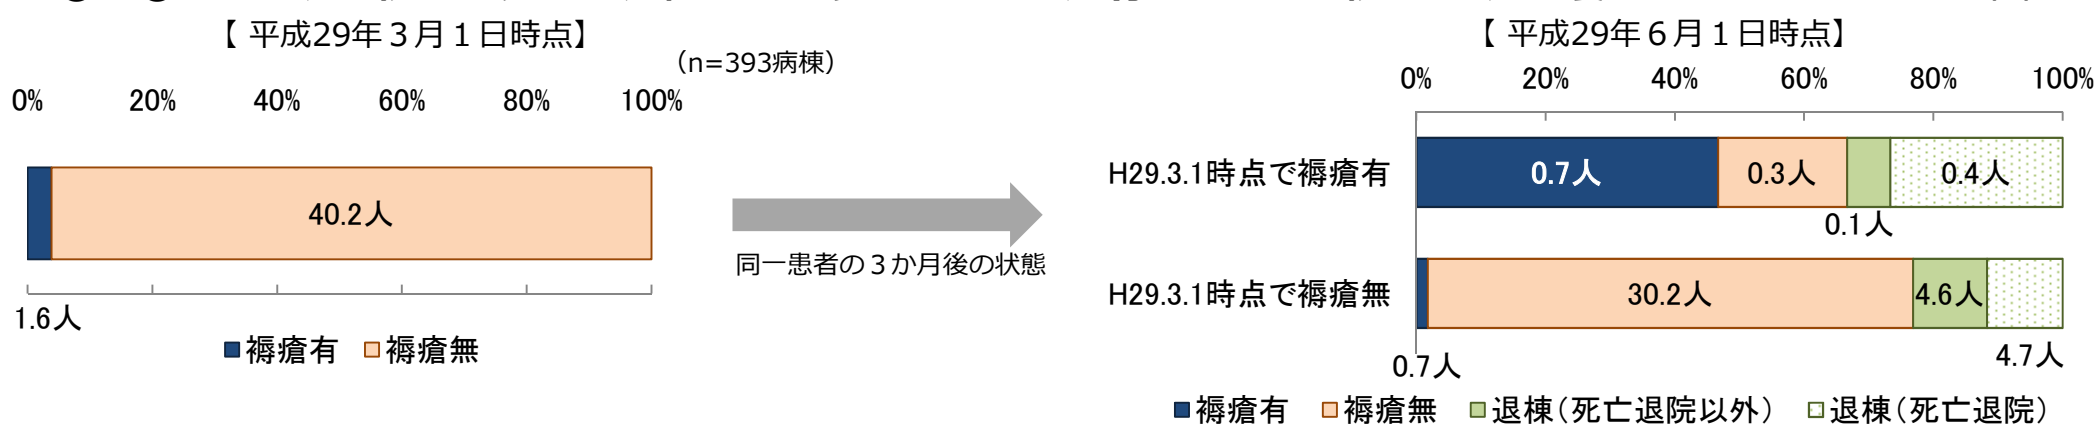 【 平成29年３月１日時点】
（n=393病棟）
0% 20% 40% 60% 80% 100%
40.2人
1.6人
■褥瘡有 □褥瘡無
同一患者の３か月後の状態
【 平成29年６月１日時点】
0% 20% 40% 60% 80% 100%
H29.3.1時点で褥瘡有
0.7人 0.3人 0.4人
0.1人
H29.3.1時点で褥瘡無
30.2人 4.6人
0.7人 4.7人
■褥瘡有 □褥瘡無 □退棟（死亡退院以外） □退棟（死亡退院）